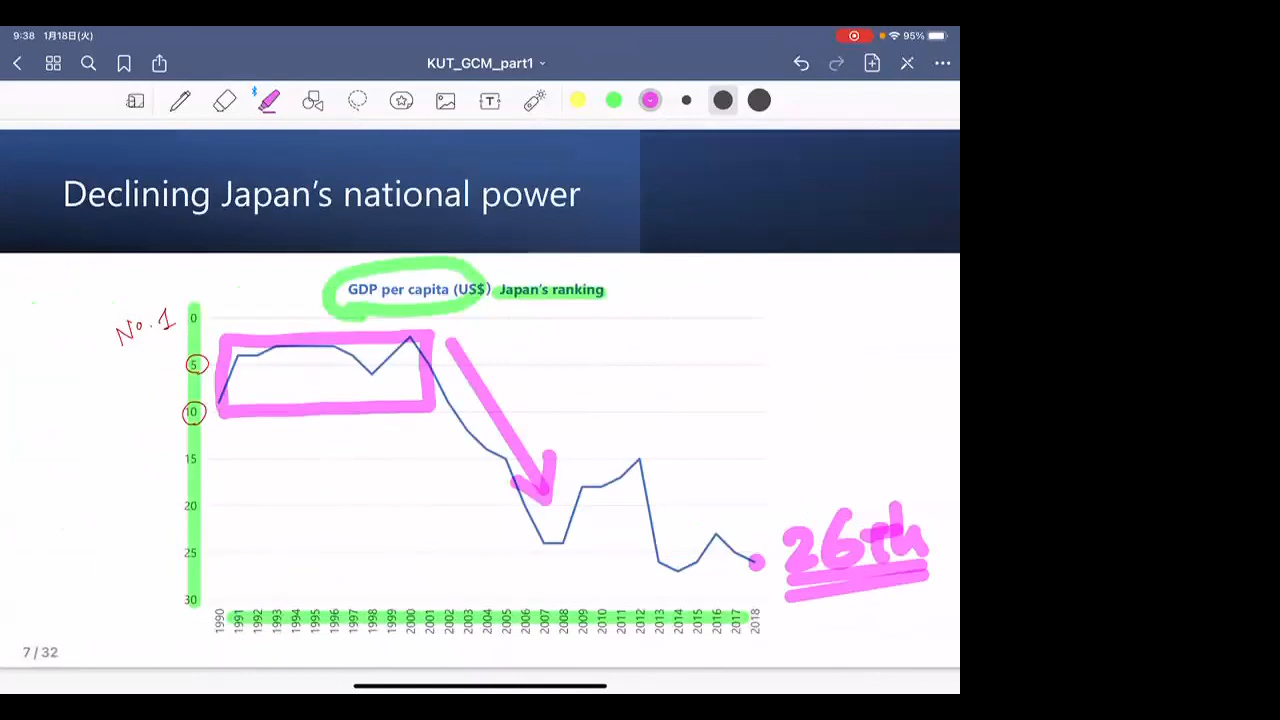 9:38 1月18日(火)
95%
KUT_GCM_part1
T
Declining Japan's national power
GDP per capita (US$) Japan's ranking
No.1
0
5
10
15
20
25
30
26th
1990 1991 1992 1993 1994 1995 1996 1997 1998 1999 2000 2001 2002 2003 2004 2005 2006 2007 2008 2009 2010 2011 2012 2013 2014 2015 2016 2017 2018
7 / 32